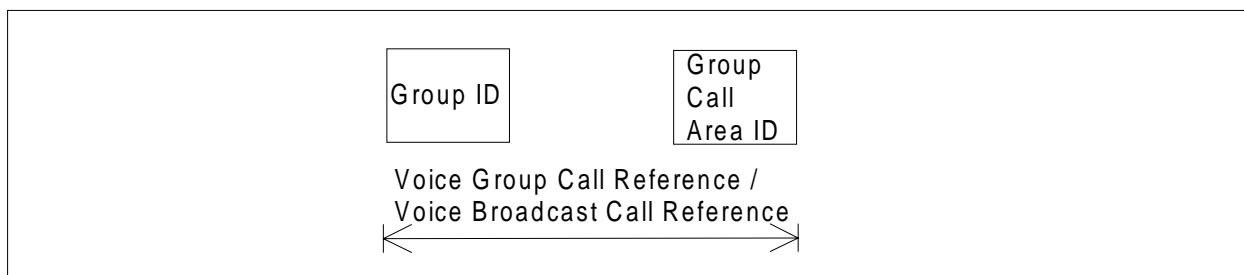 Group ID
Group
Call
Area ID
Voice Group Call Reference /
Voice Broadcast Call Reference